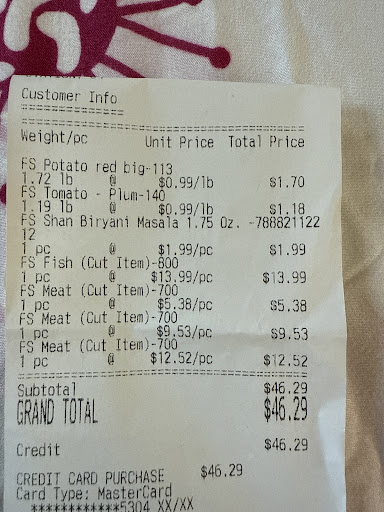 Customer Info
================
==============================================
Weight/pc Unit Price Total Price
FS Potato red big-113
1.72 lb @ $0.99/lb $1.70
FS Tomato - Plum-140
1.19 lb @ $0.99/lb $1.18
FS Shan Biryani Masala 1.75 Oz. -788821122
12
1 pc @ $1.99/pc $1.99
FS Fish (Cut Item)-800
1 pc @ $13.99/pc $13.99
FS Meat (Cut Item)-700
1 pc @ $5.38/pc $5.38
FS Meat (Cut Item)-700
1 pc @ $9.53/pc $9.53
FS Meat (Cut Item)-700
1 pc @ $12.52/pc $12.52
==============================================
Subtotal $46.29
GRAND TOTAL $46.29
Credit $46.29
CREDIT CARD PURCHASE $46.29
Card Type: MasterCard
************5304 XX/XX